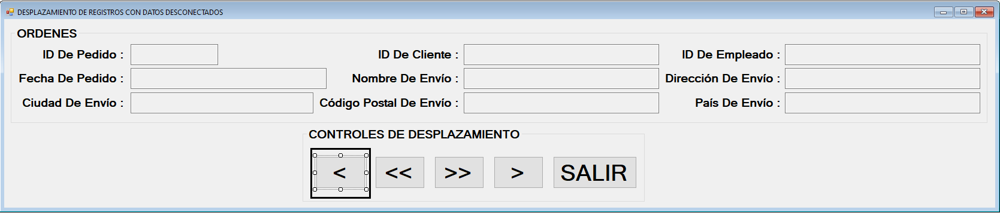 DESPLAZAMIENTO DE REGISTROS CON DATOS DESCONECTADOS
ORDENES
ID De Pedido : ID De Cliente : ID De Empleado :
Fecha De Pedido : Nombre De Envío : Dirección De Envío :
Ciudad De Envío : Código Postal De Envío : País De Envío :
CONTROLES DE DESPLAZAMIENTO
< << >> > SALIR